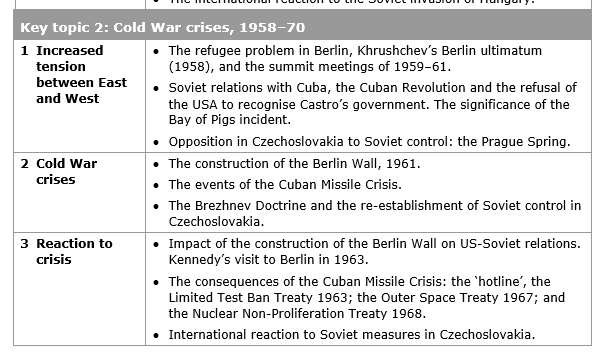 The international reaction to the Soviet invasion of Hungary.
Key topic 2: Cold War crises, 1958–70
1 Increased
tension
between East
and West
• The refugee problem in Berlin, Khrushchev’s Berlin ultimatum
(1958), and the summit meetings of 1959–61.
• Soviet relations with Cuba, the Cuban Revolution and the refusal of
the USA to recognise Castro’s government. The significance of the
Bay of Pigs incident.
• Opposition in Czechoslovakia to Soviet control: the Prague Spring.
2 Cold War
crises
• The construction of the Berlin Wall, 1961.
• The events of the Cuban Missile Crisis.
• The Brezhnev Doctrine and the re-establishment of Soviet control in
Czechoslovakia.
3 Reaction to
crisis
• Impact of the construction of the Berlin Wall on US-Soviet relations.
Kennedy’s visit to Berlin in 1963.
• The consequences of the Cuban Missile Crisis: the ‘hotline’, the
Limited Test Ban Treaty 1963; the Outer Space Treaty 1967; and
the Nuclear Non-Proliferation Treaty 1968.
• International reaction to Soviet measures in Czechoslovakia.